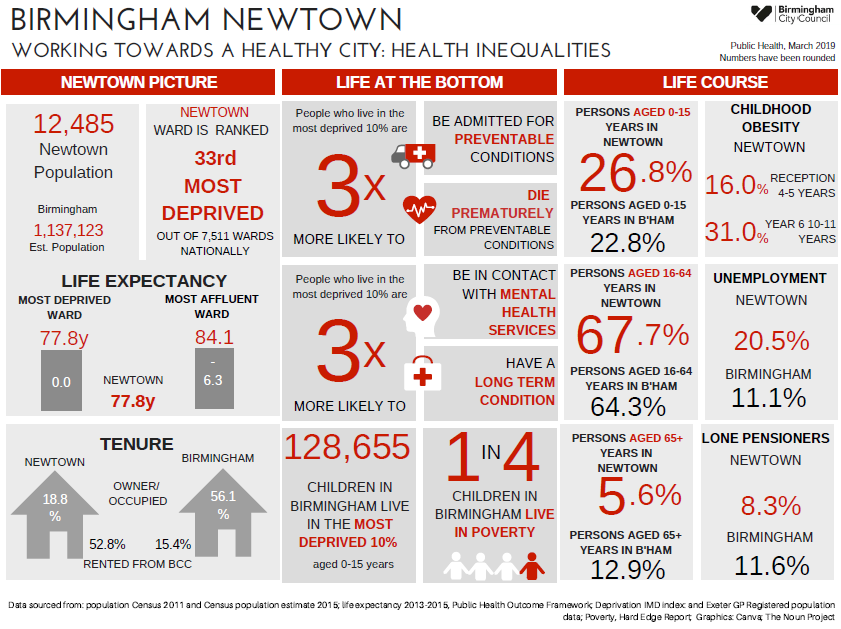 BIRMINGHAM NEWTOWN
WORKING TOWARDS A HEALTHY CITY: HEALTH INEQUALITIES
Birmingham
City Council
Public Health, March 2019
Numbers have been rounded
NEWTOWN PICTURE
12,485
Newtown
Population
Birmingham
1,137,123
Est. Population
NEWTOWN
WARD IS RANKED
33rd
MOST
DEPRIVED
OUT OF 7,511 WARDS
NATIONALLY
LIFE EXPECTANCY
MOST DEPRIVED
WARD
77.8y
0.0
NEWTOWN
77.8y
MOST AFFLUENT
WARD
84.1
-
6.3
TENURE
NEWTOWN
18.8
%
OWNER/
OCCUPIED
BIRMINGHAM
56.1
%
52.8% 15.4%
RENTED FROM BCC
LIFE AT THE BOTTOM
People who live in the
most deprived 10% are
3x
MORE LIKELY TO
BE ADMITTED FOR
PREVENTABLE
CONDITIONS
DIE
PREMATURELY
FROM PREVENTABLE
CONDITIONS
People who live in the
most deprived 10% are
3x
MORE LIKELY TO
BE IN CONTACT
WITH MENTAL
HEALTH
SERVICES
HAVE A
LONG TERM
CONDITION
128,655
CHILDREN IN
BIRMINGHAM LIVE
IN THE MOST
DEPRIVED 10%
aged 0-15 years
1 IN 4
CHILDREN IN
BIRMINGHAM LIVE
IN POVERTY
LIFE COURSE
PERSONS AGED 0-15
YEARS IN
NEWTOWN
26.8%
PERSONS AGED 0-15
YEARS IN B'HAM
22.8%
CHILDHOOD
OBESITY
NEWTOWN
16.0% RECEPTION
4-5 YEARS
31.0% YEAR 6 10-11
YEARS
PERSONS AGED 16-64
YEARS IN
NEWTOWN
67.7%
PERSONS AGED 16-64
YEARS IN B'HAM
64.3%
UNEMPLOYMENT
NEWTOWN
20.5%
BIRMINGHAM
11.1%
PERSONS AGED 65+
YEARS IN
NEWTOWN
5.6%
PERSONS AGED 65+
YEARS IN B'HAM
12.9%
LONE PENSIONERS
NEWTOWN
8.3%
BIRMINGHAM
11.6%
Data sourced from: population Census 2011 and Census population estimate 2015; life expectancy 2013-2015, Public Health Outcome Framework; Deprivation IMD index: and Exeter GP Registered population
data; Poverty, Hard Edge Report; Graphics: Canva; The Noun Project